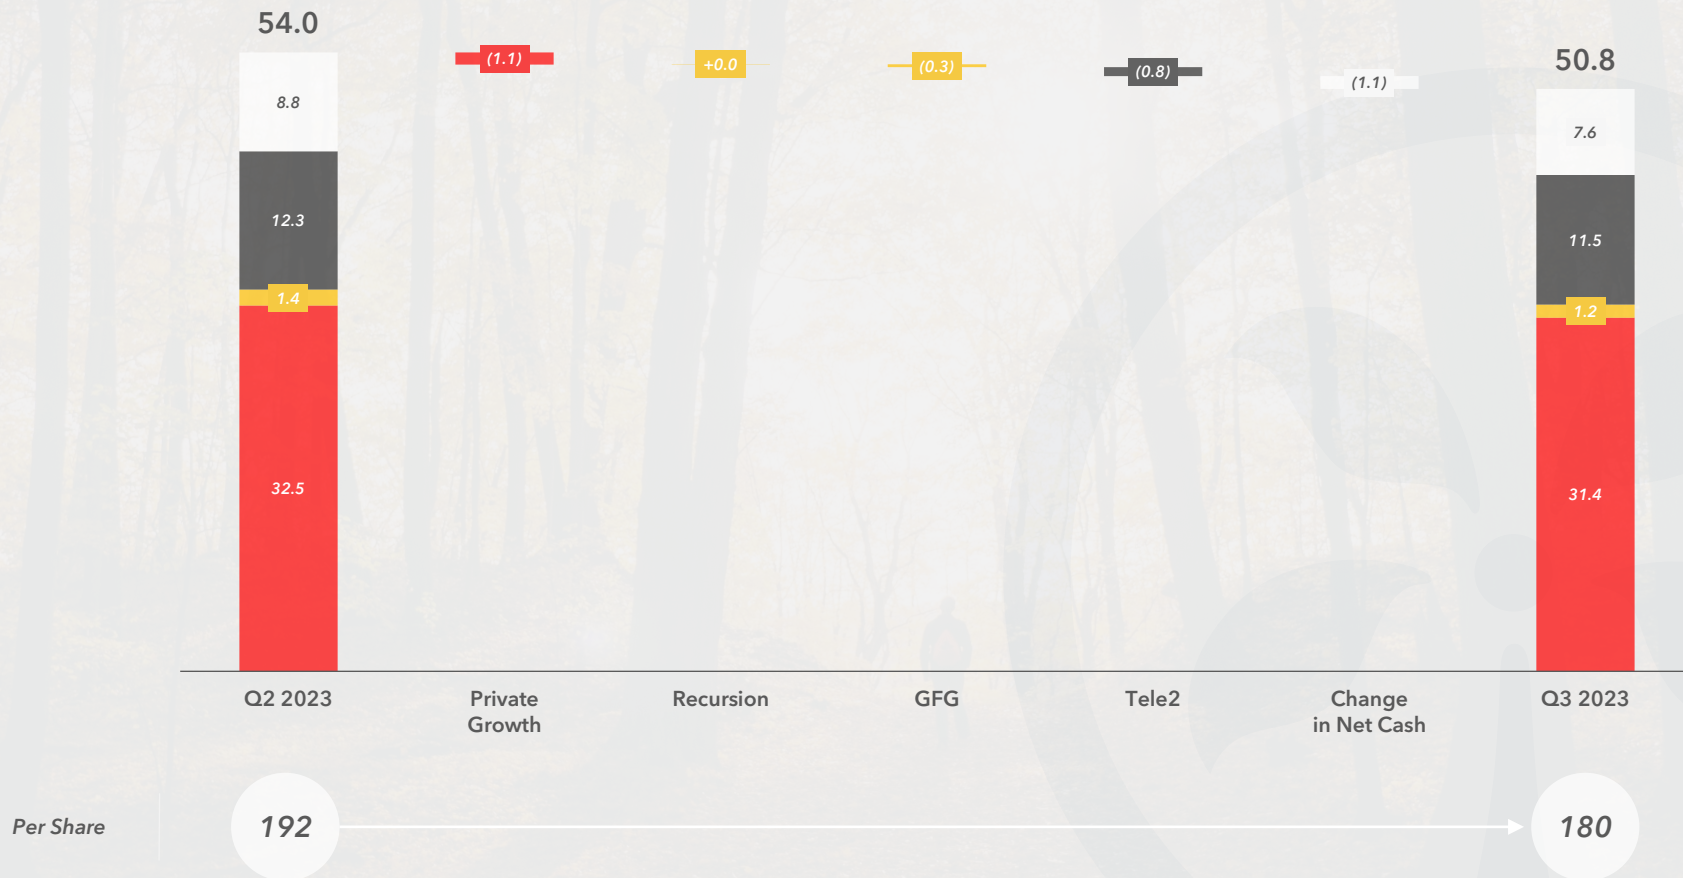 54.0
(1.1)
+0.0
(0.3)
(0.8)
(1.1)
50.8
8.8
7.6
12.3
11.5
1.4
1.2
32.5
31.4
Q2 2023
Private
Growth
Recursion
GFG
Tele2
Change
in Net Cash
Q3 2023
Per Share
192
180